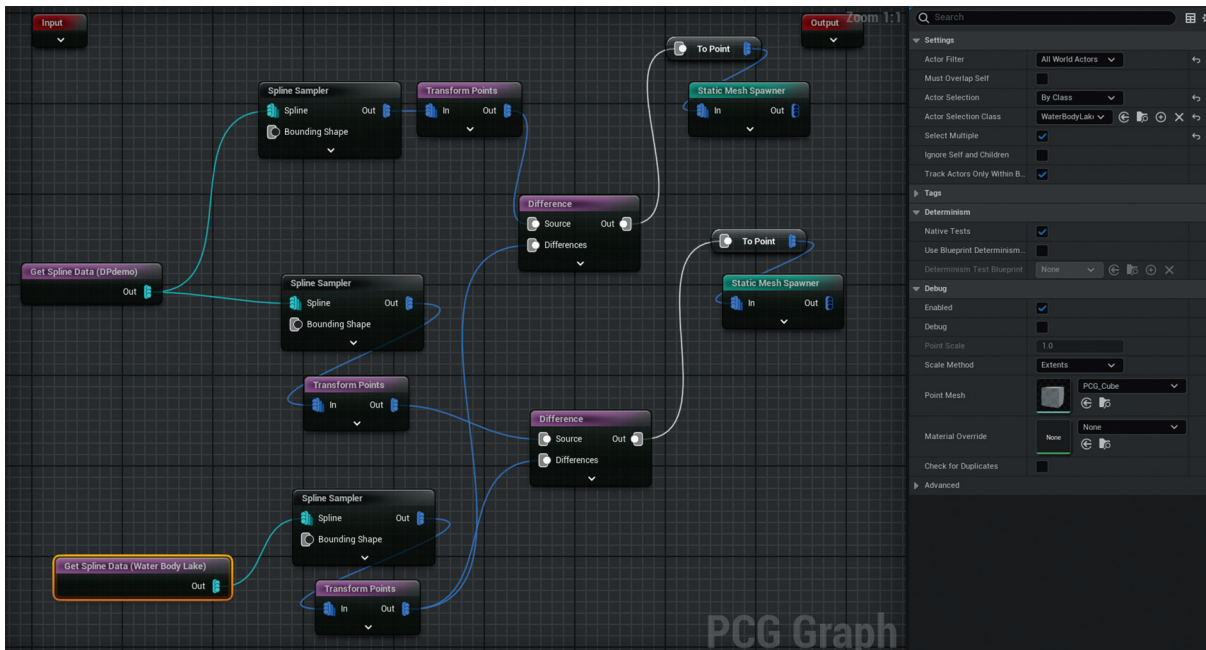 Input
Output
Zoom 1:1
To Point
Spline Sampler
Spline
Out
Bounding Shape
Transform Points
In
Out
Static Mesh Spawner
In
Out
Difference
Source
Out
Differences
To Point
Get Spline Data (DPdemo)
Out
Spline Sampler
Spline
Out
Bounding Shape
Static Mesh Spawner
In
Out
Transform Points
In
Out
Difference
Source
Out
Differences
Spline Sampler
Spline
Out
Bounding Shape
Get Spline Data (Water Body Lake)
Out
Transform Points
In
Out
PCG Graph
Search
Settings
Actor Filter
All World Actors
Must Overlap Self
Actor Selection
By Class
Actor Selection Class
WaterBodyLak
Select Multiple
Ignore Self and Children
Track Actors Only Within B...
Tags
Determinism
Native Tests
Use Blueprint Determinism...
Determinism Test Blueprint
None
Debug
Enabled
Debug
Point Scale
1.0
Scale Method
Extents
Point Mesh
PCG_Cube
Material Override
None
None
Check for Duplicates
Advanced